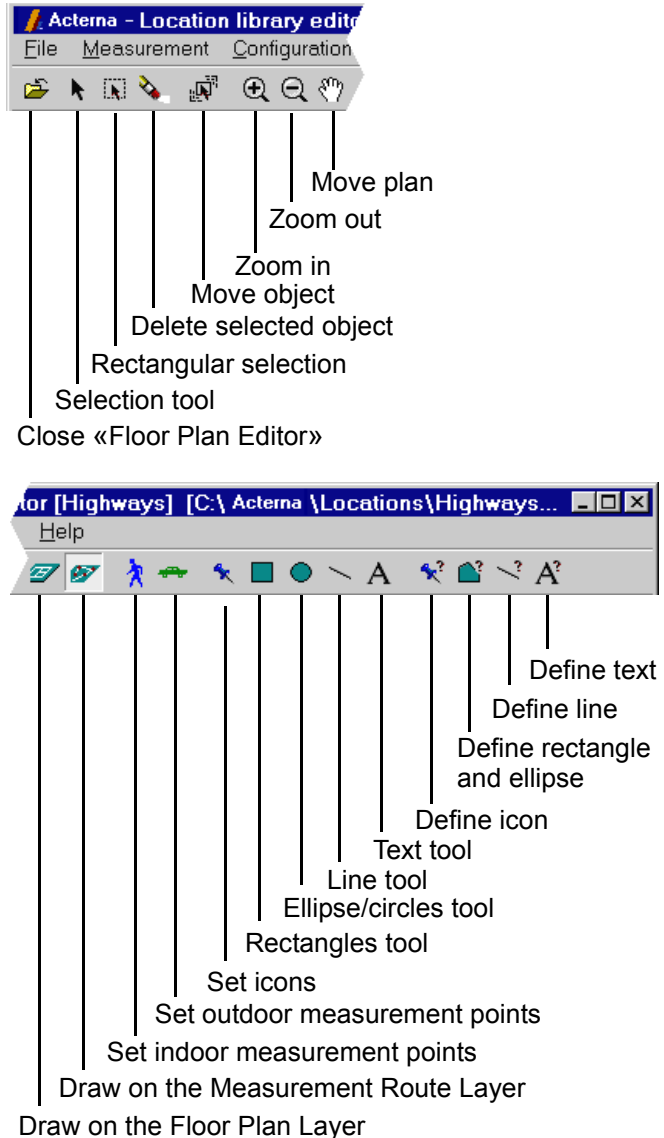 Acterna - Location library edito
File Measurement Configuration
Move plan
Zoom out
Zoom in
Move object
Delete selected object
Rectangular selection
Selection tool
Close «Floor Plan Editor»
tor [Highways] [C:\ Acterna \Locations\Highways...
Help
A A?
Define text
Define line
Define rectangle
and ellipse
Define icon
Text tool
Line tool
Ellipse/circles tool
Rectangles tool
Set icons
Set outdoor measurement points
Set indoor measurement points
Draw on the Measurement Route Layer
Draw on the Floor Plan Layer